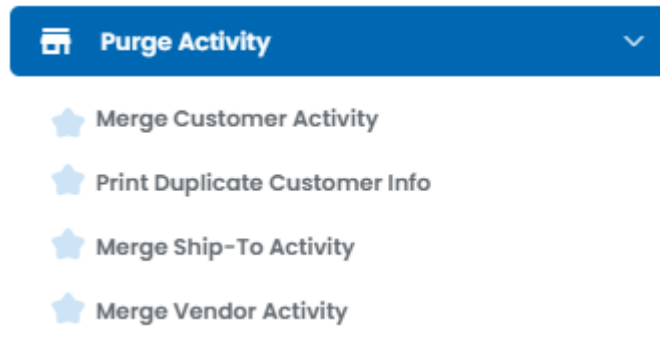 Purge Activity
Merge Customer Activity
Print Duplicate Customer Info
Merge Ship-To Activity
Merge Vendor Activity